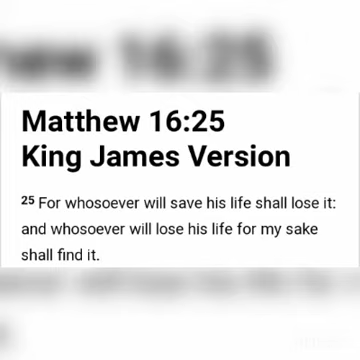 Matthew 16:25
King James Version
25 For whosoever will save his life shall lose it:
and whosoever will lose his life for my sake
shall find it.